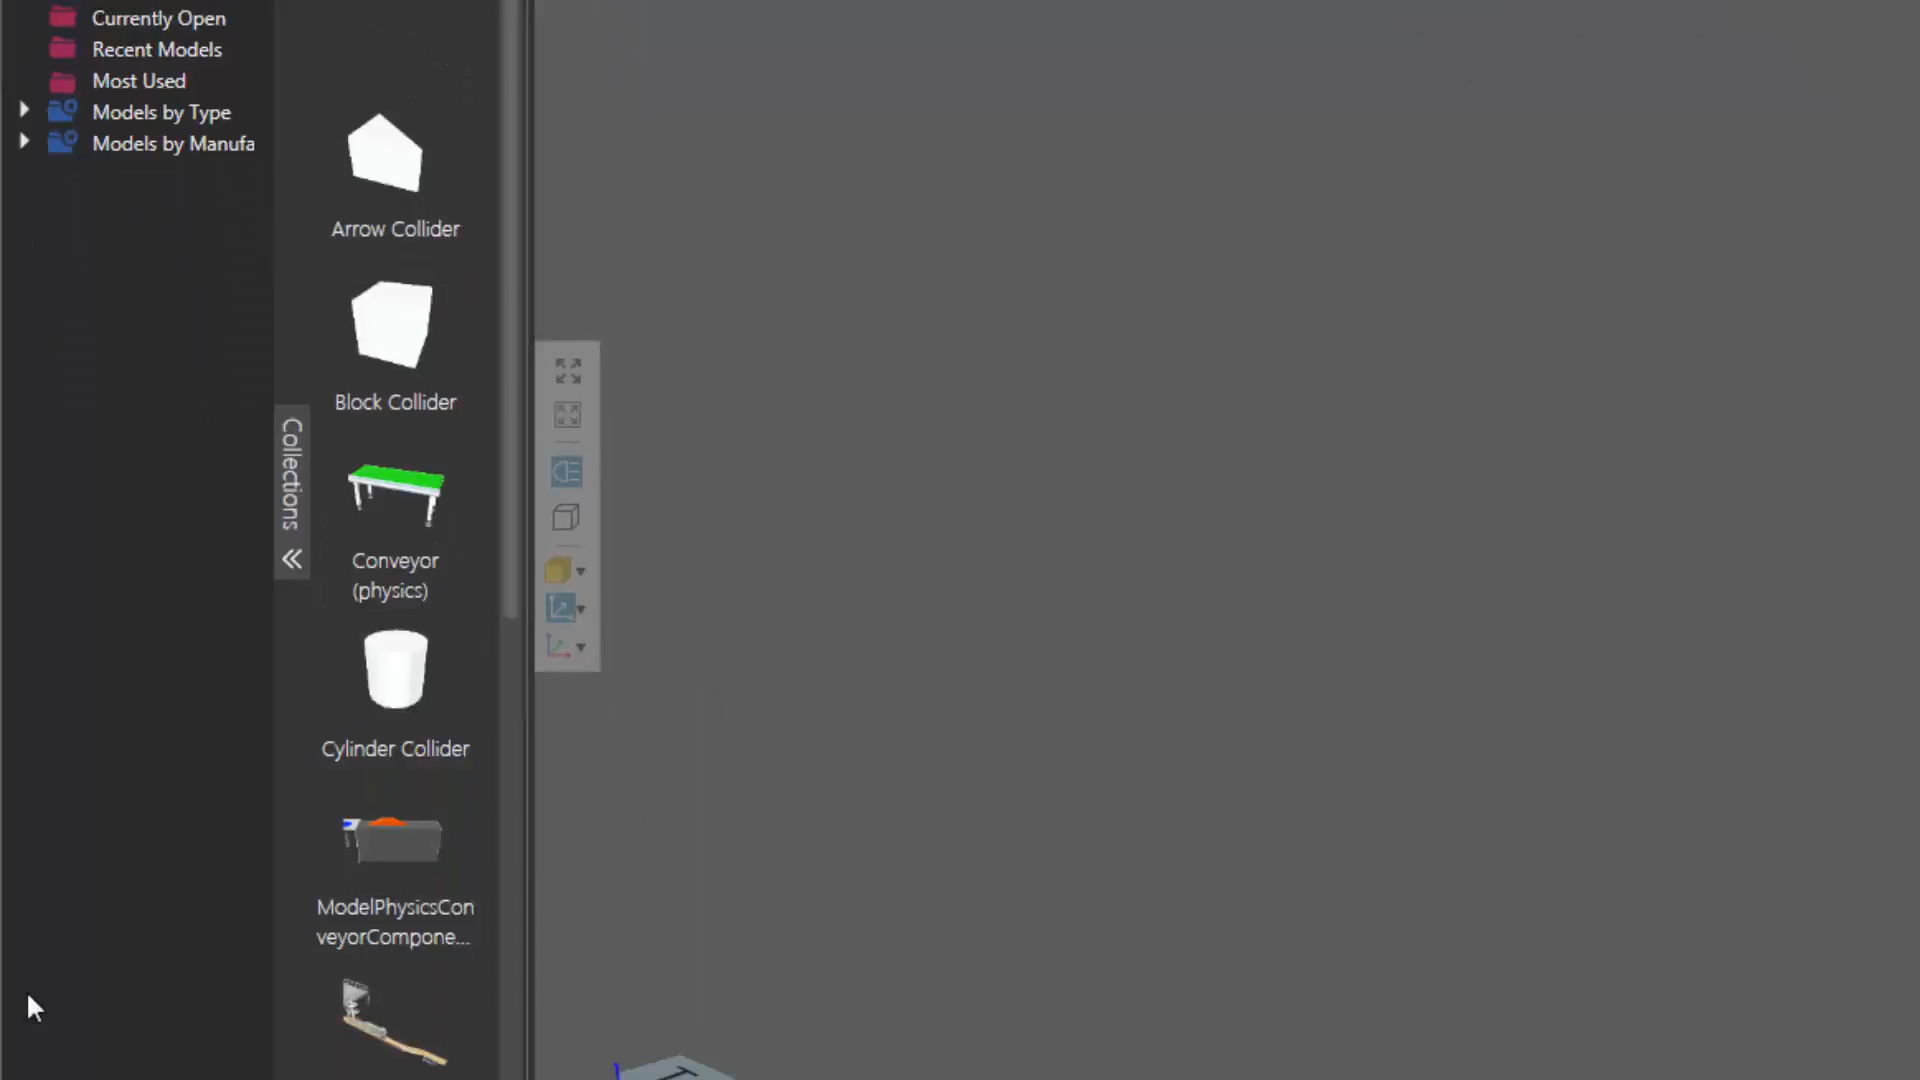 Currently Open
Recent Models
Most Used
Models by Type
Models by Manufa
Collections
Arrow Collider
Block Collider
Conveyor
(physics)
Cylinder Collider
ModelPhysicsCon
veyorCompone...